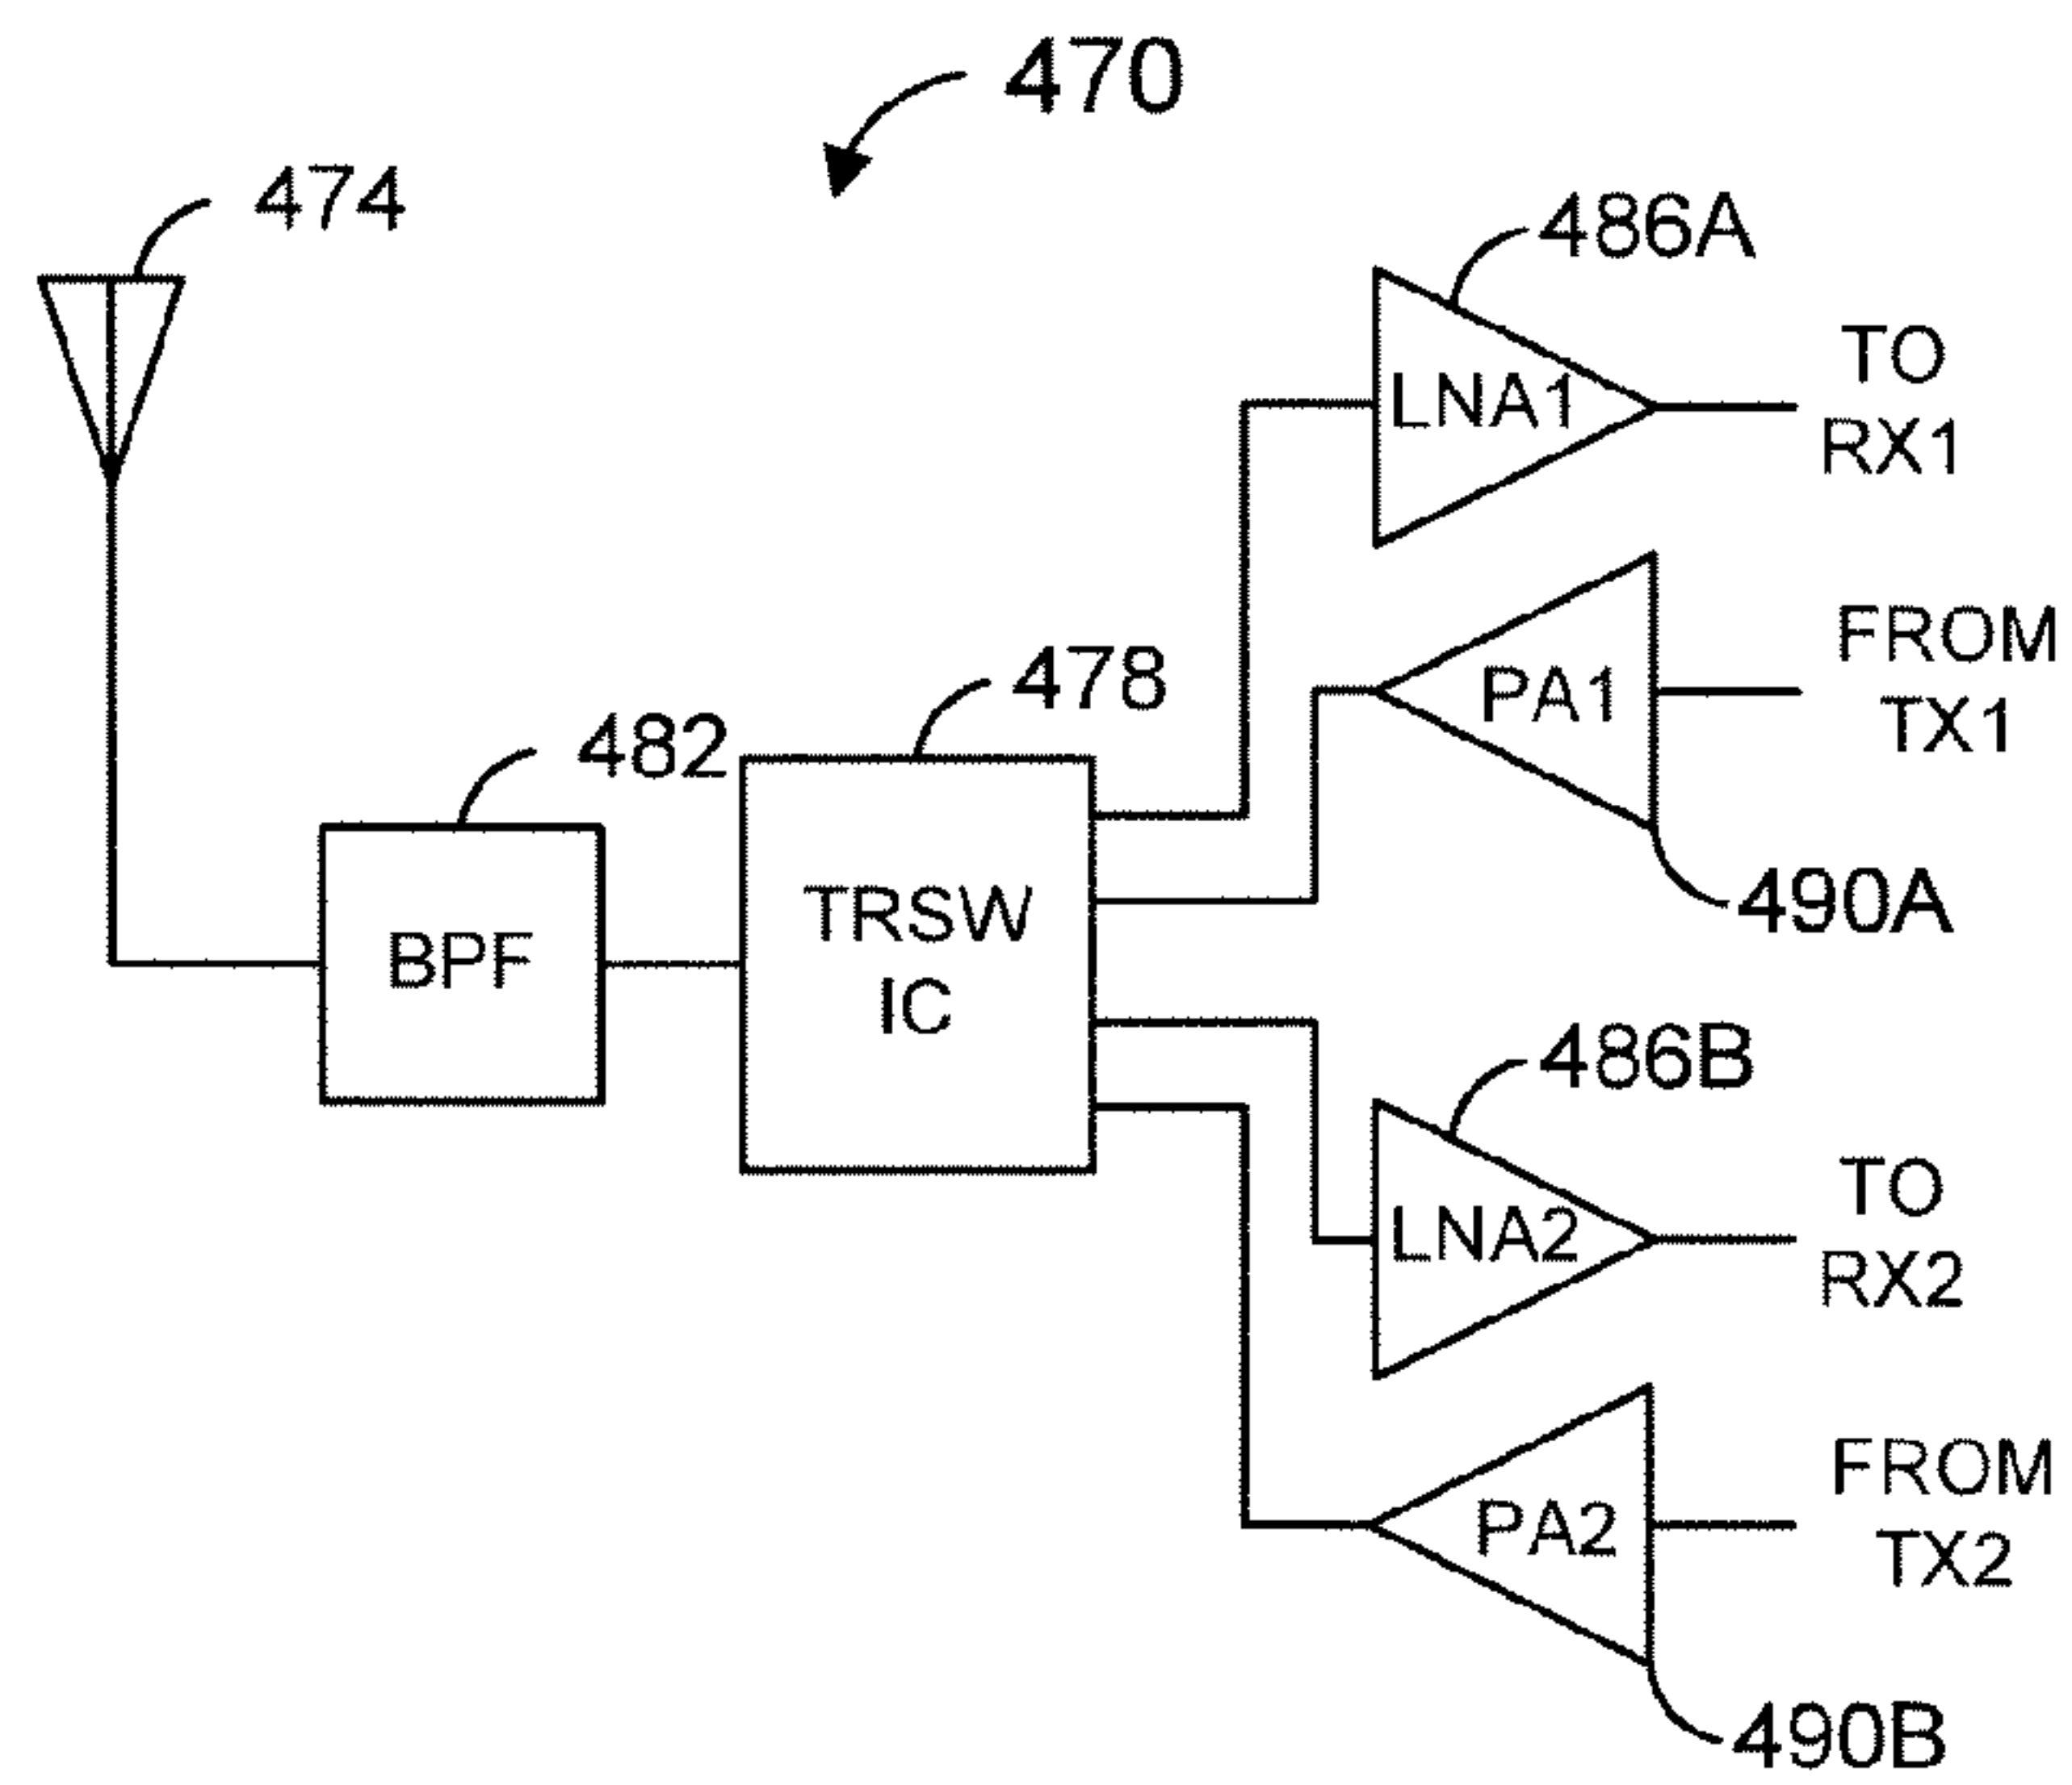 470
474
486A
LNA1
TO
RX1
478
482
PA1
FROM
TX1
490A
BPF
TRSW
IC
486B
LNA2
TO
RX2
PA2
FROM
TX2
490B